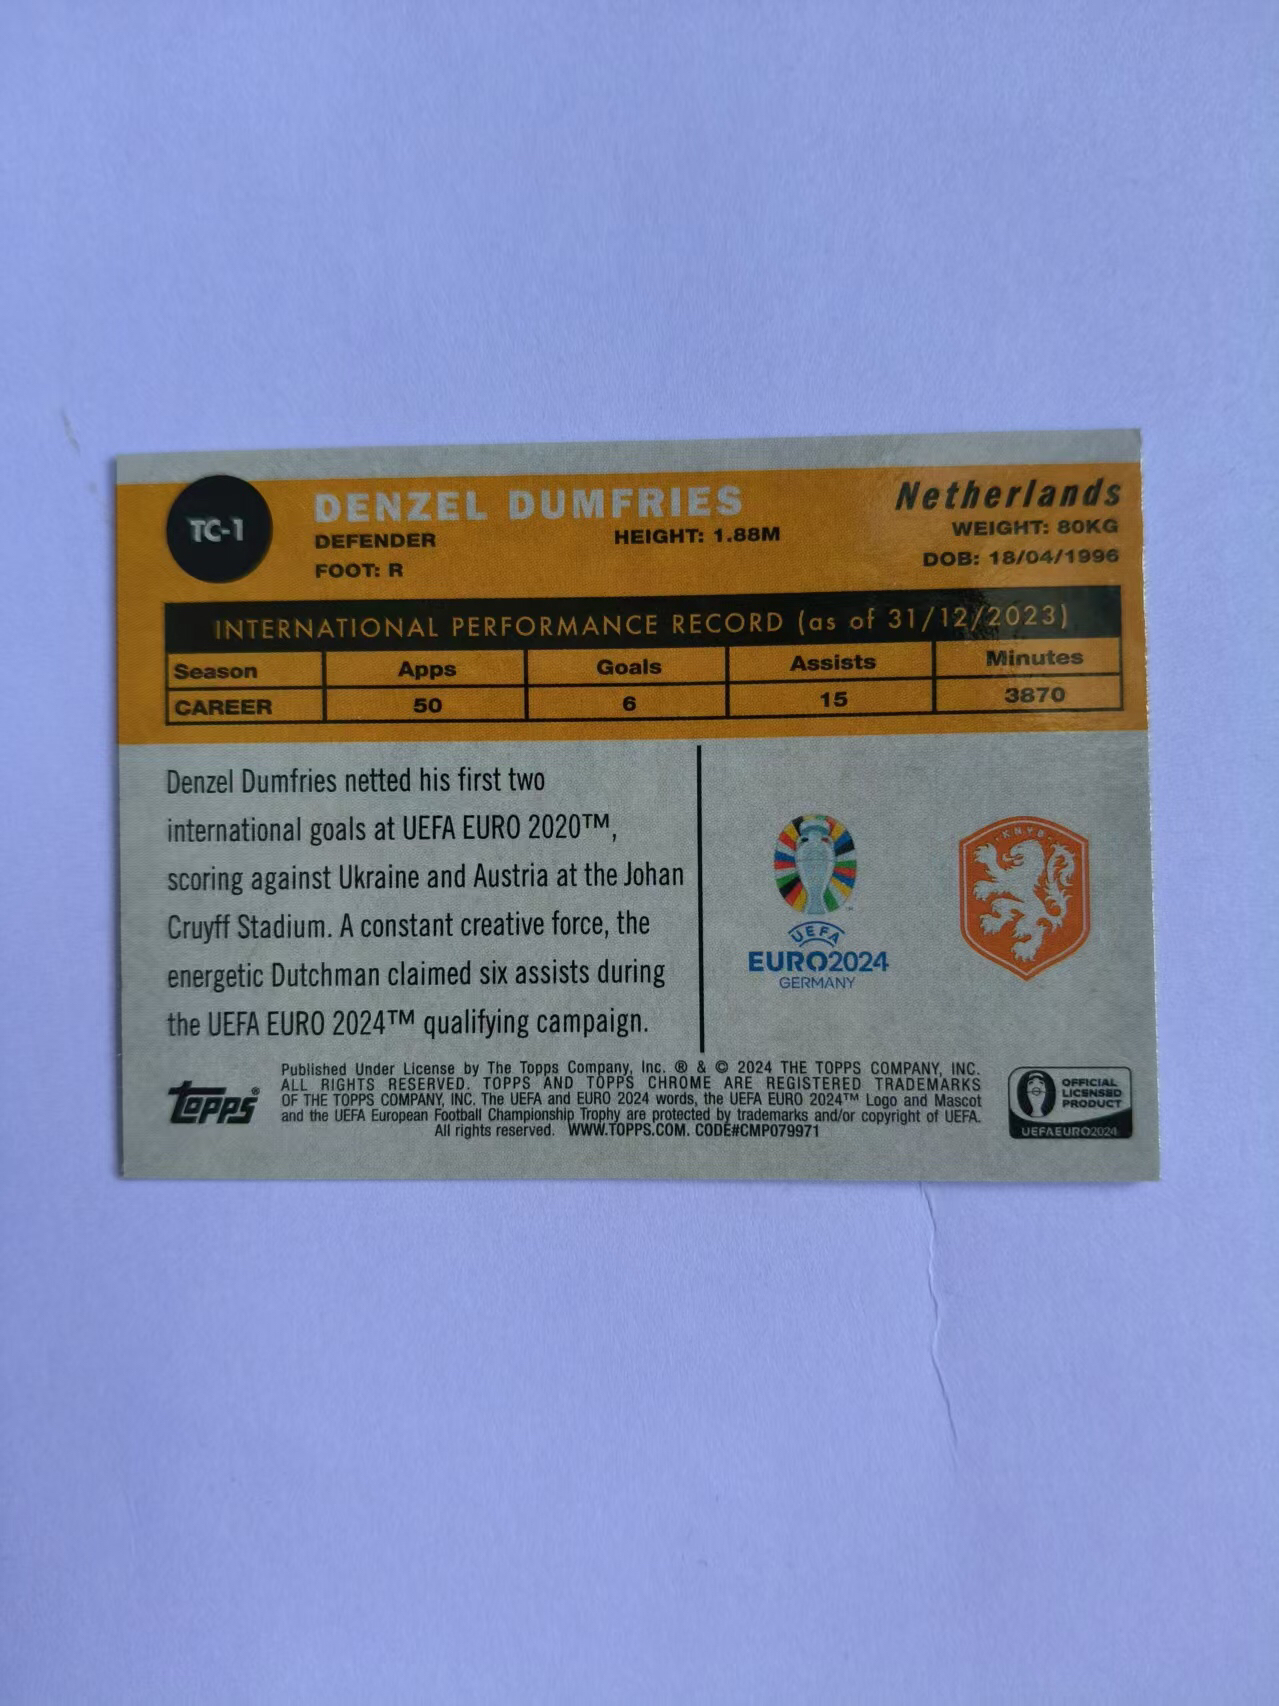 TC-1
DENZEL DUMFRIES
Netherlands
DEFENDER
HEIGHT: 1.88M
WEIGHT: 80KG
FOOT: R
DOB: 18/04/1996
INTERNATIONAL PERFORMANCE RECORD (as of 31/12/2023)
Season Apps Goals Assists Minutes
CAREER 50 6 15 3870
Denzel Dumfries netted his first two
international goals at UEFA EURO 2020™,
scoring against Ukraine and Austria at the Johan
Cruyff Stadium. A constant creative force, the
energetic Dutchman claimed six assists during
the UEFA EURO 2024™ qualifying campaign.
UEFA
EURO2024
GERMANY
KNVB
Topps®
Published Under License by The Topps Company, Inc. ® & © 2024 THE TOPPS COMPANY, INC.
ALL RIGHTS RESERVED. TOPPS AND TOPPS CHROME ARE REGISTERED TRADEMARKS
OF THE TOPPS COMPANY, INC. The UEFA and EURO 2024 words, the UEFA EURO 2024™ Logo and Mascot
and the UEFA European Football Championship Trophy are protected by trademarks and/or copyright of UEFA.
All rights reserved. WWW.TOPPS.COM. CODE#CMP079971
OFFICIAL
LICENSED
PRODUCT
UEFAEURO2024